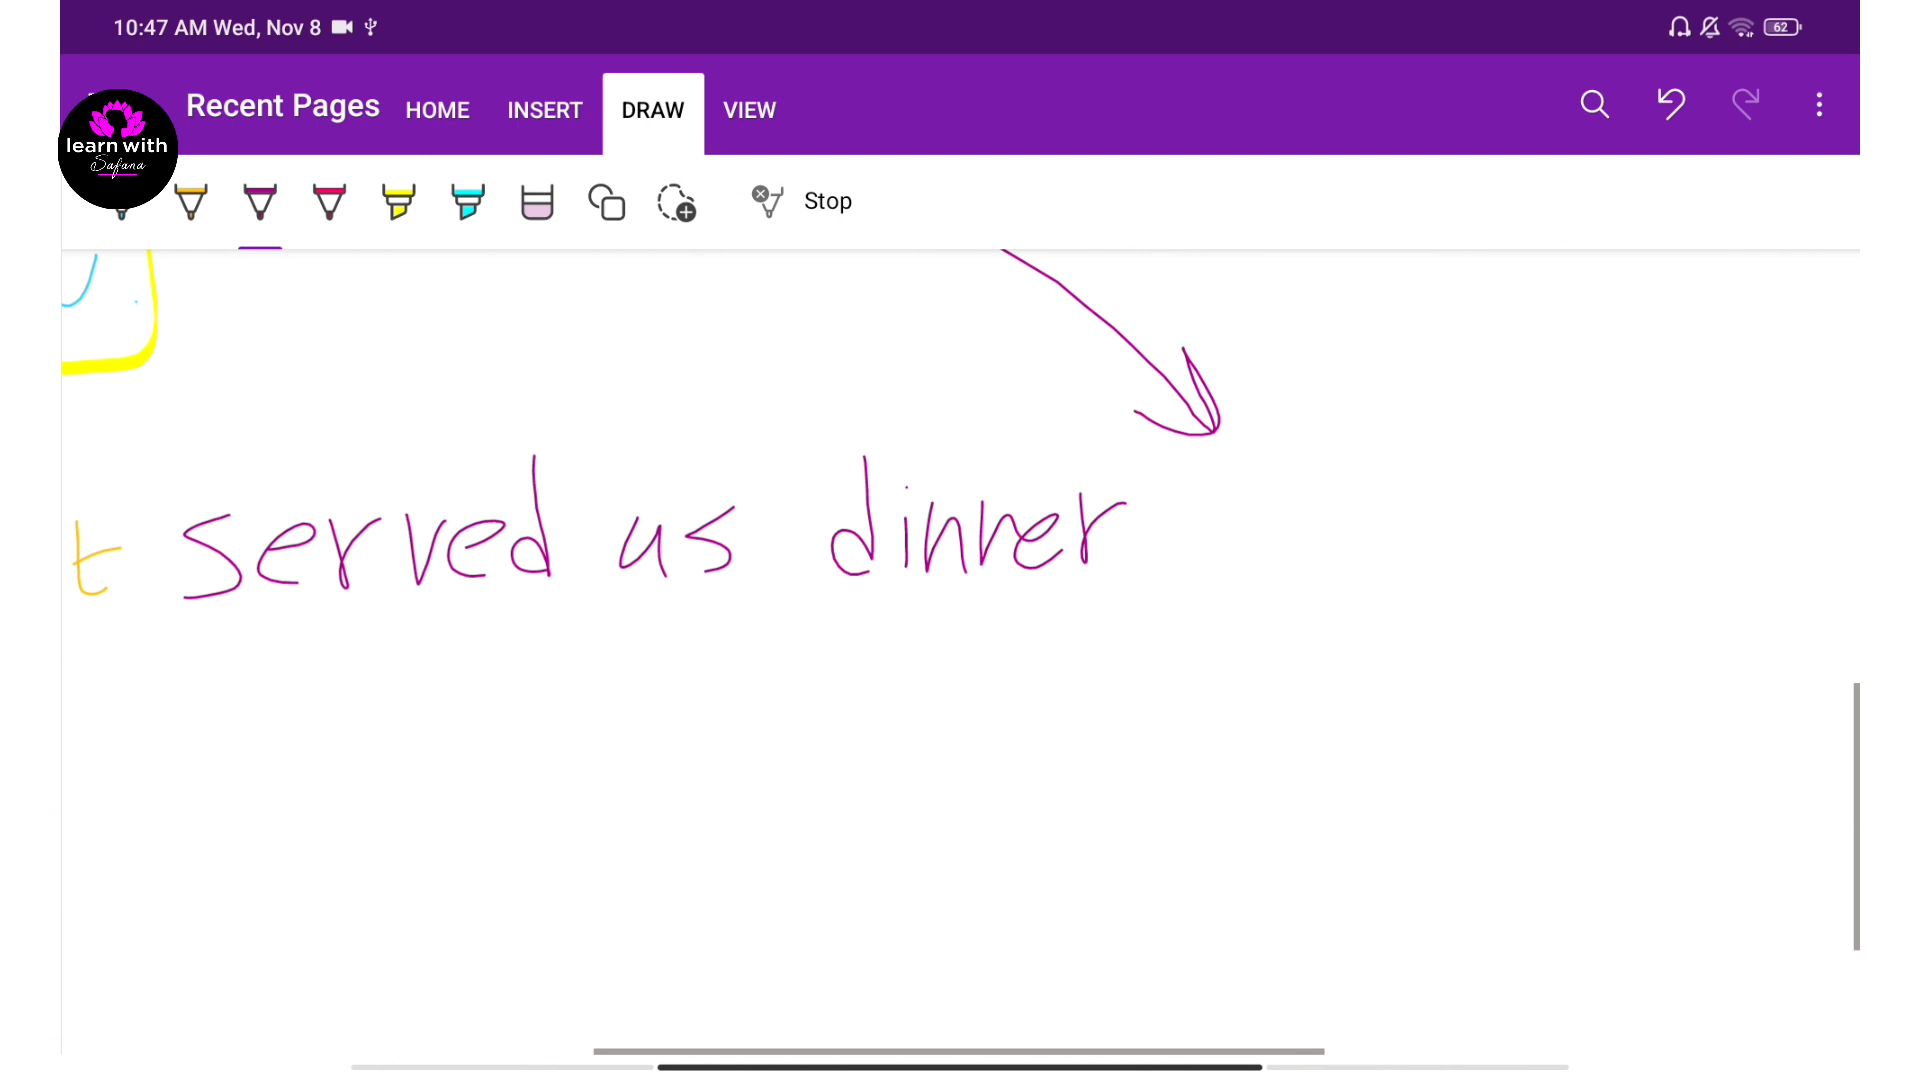 10:47 AM Wed, Nov 8 62
Recent Pages HOME INSERT DRAW VIEW
learn with
Safana
Stop
t served us dinner